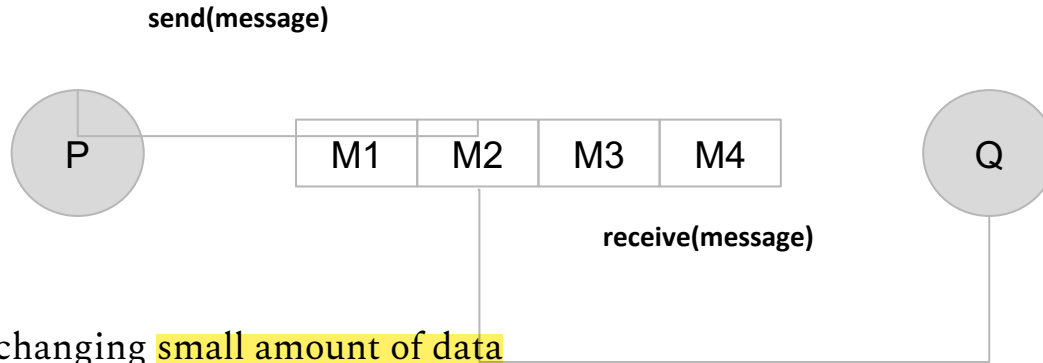 send(message)
P M1 M2 M3 M4 Q
receive(message)
changing small amount of data